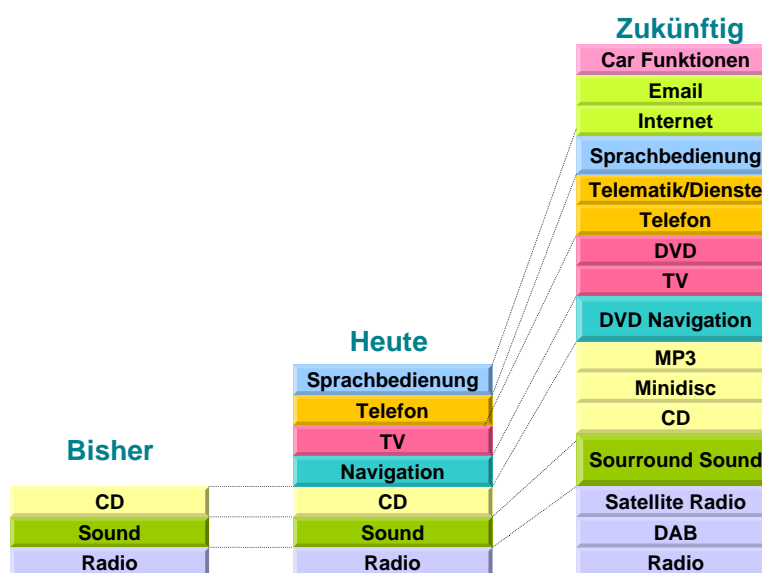 Bisher
CD
Sound
Radio
Heute
Sprachbedienung
Telefon
TV
Navigation
CD
Sound
Radio
Zukünftig
Car Funktionen
Email
Internet
Sprachbedienung
Telematik/Dienste
Telefon
DVD
TV
DVD Navigation
MP3
Minidisc
CD
Sourround Sound
Satellite Radio
DAB
Radio